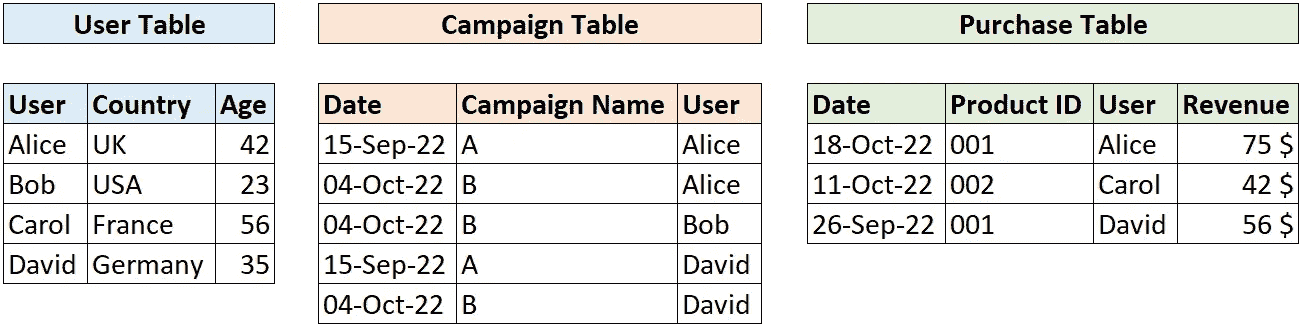 User Table
User Country Age
Alice UK 42
Bob USA 23
Carol France 56
David Germany 35
Campaign Table
Date Campaign Name User
15-Sep-22 A Alice
04-Oct-22 B Alice
04-Oct-22 B Bob
15-Sep-22 A David
04-Oct-22 B David
Purchase Table
Date Product ID User Revenue
18-Oct-22 001 Alice 75 $
11-Oct-22 002 Carol 42 $
26-Sep-22 001 David 56 $